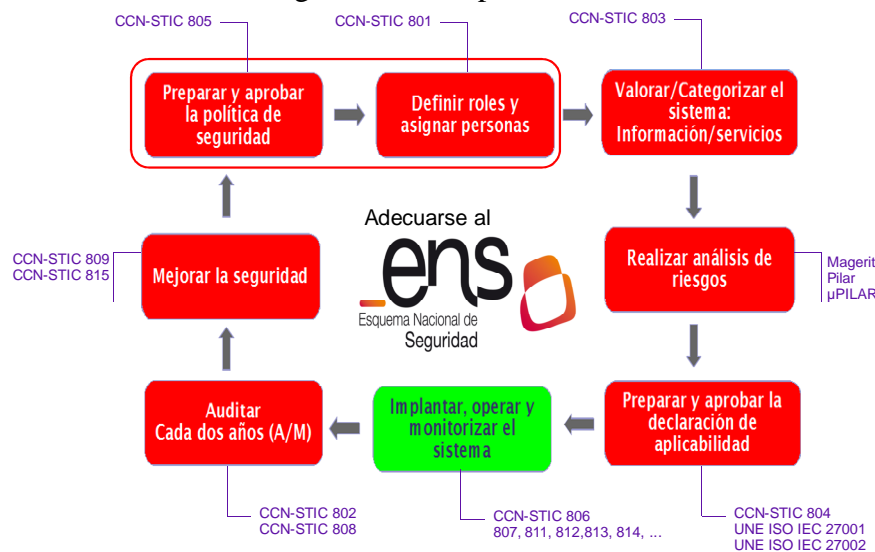 CCN-STIC 805
CCN-STIC 801
CCN-STIC 803
Preparar y aprobar
la política de
seguridad
Definir roles y
asignar personas
Valorar/Categorizar el
sistema:
Información/servicios
CCN-STIC 809
CCN-STIC 815
Mejorar la seguridad
Adecuarse al
ens
Esquema Nacional de
Seguridad
Realizar análisis de
riesgos
Magerit
Pilar
µPILAR
Auditar
Cada dos años (A/M)
Implantar, operar y
monitorizar el
sistema
Preparar y aprobar la
declaración de
aplicabilidad
CCN-STIC 802
CCN-STIC 808
CCN-STIC 806
807, 811, 812,813, 814, ...
CCN-STIC 804
UNE ISO IEC 27001
UNE ISO IEC 27002